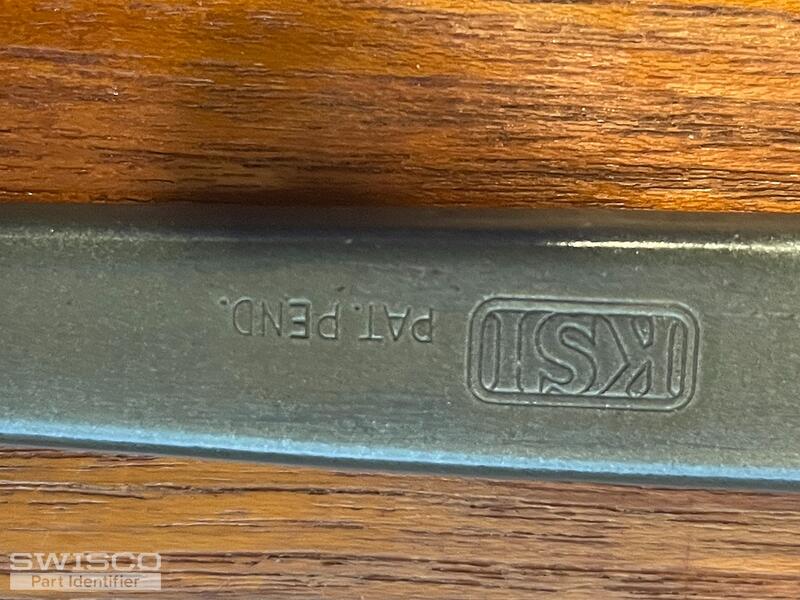 KSI PAT. PEND.
SWISCO
Part Identifier